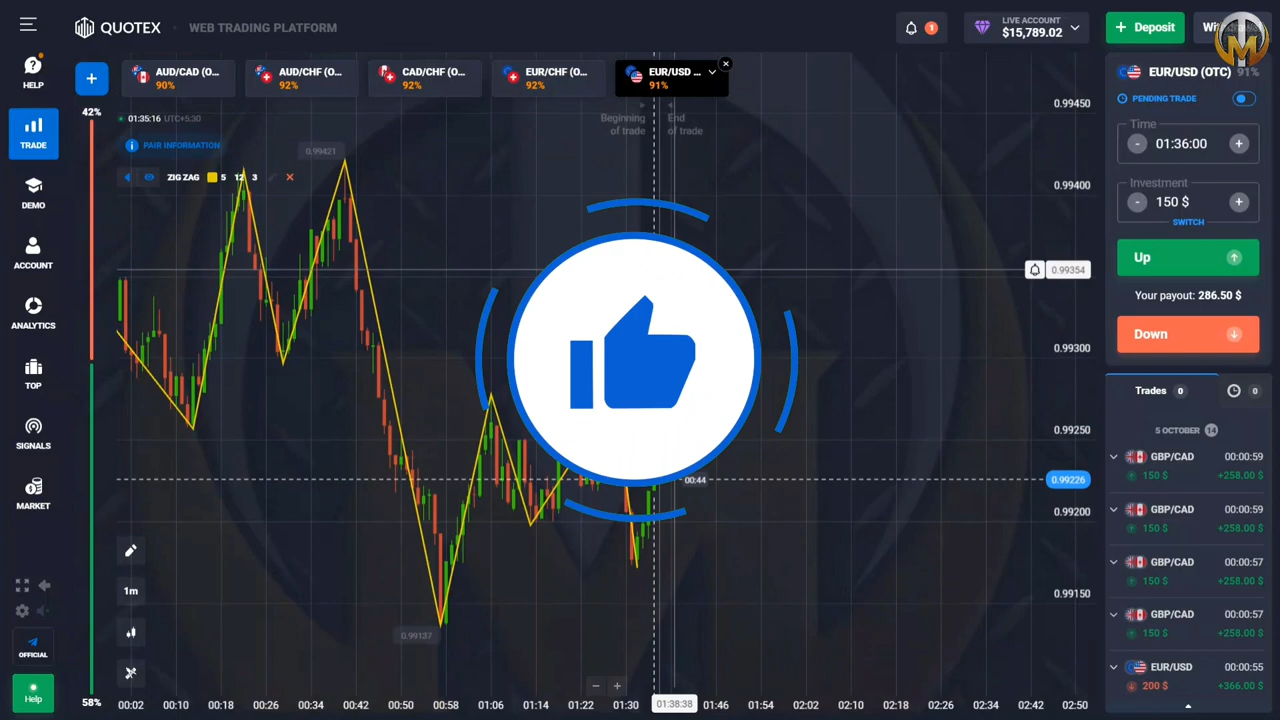 QUOTEX
WEB TRADING PLATFORM
1
LIVE ACCOUNT
$15,789.02
+ Deposit
M
HELP
TRADE
DEMO
ACCOUNT
ANALYTICS
TOP
SIGNALS
MARKET
OFFICIAL
Help
+
AUD/CAD (O...
90%
AUD/CHF (O...
92%
CAD/CHF (O...
92%
EUR/CHF (O...
92%
EUR/USD ...
91%
42%
58%
01:35:16 UTC+5:30
PAIR INFORMATION
ZIG ZAG 5 12 3
Beginning
of trade
End
of trade
0.99421
0.99137
00:44
1m
0.99450
0.99400
0.99354
0.99300
0.99250
0.99226
0.99200
0.99150
00:02 00:10 00:18 00:26 00:34 00:42 00:50 00:58 01:06 01:14 01:22 01:30 01:38:38 01:46 01:54 02:02 02:10 02:18 02:26 02:34 02:42 02:50
EUR/USD (OTC) 91%
PENDING TRADE
Time
- 01:36:00 +
Investment
- 150 $ +
SWITCH
Up
Your payout: 286.50 $
Down
Trades 0
0
5 OCTOBER 14
GBP/CAD 00:00:59
150 $ +258.00 $
GBP/CAD 00:00:59
150 $ +258.00 $
GBP/CAD 00:00:57
150 $ +258.00 $
GBP/CAD 00:00:57
150 $ +258.00 $
EUR/USD 00:00:55
200 $ +366.00 $